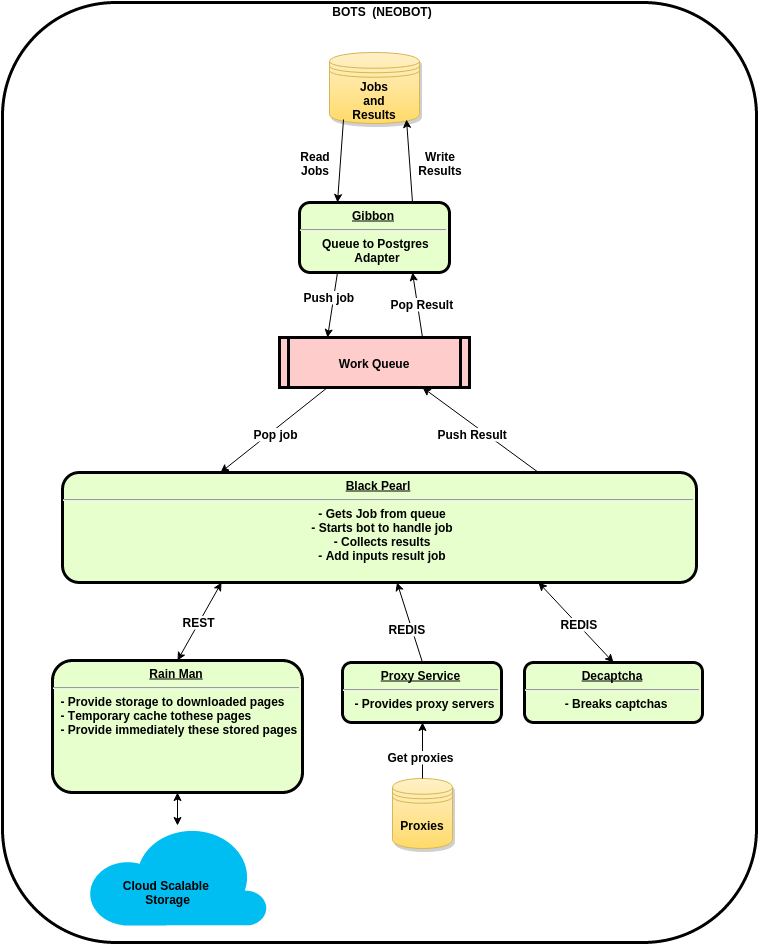 BOTS (NEOBOT)
Jobs
and
Results
Read
Jobs
Write
Results
Gibbon
Queue to Postgres
Adapter
Push job
Pop Result
Work Queue
Pop job
Push Result
Black Pearl
- Gets Job from queue
- Starts bot to handle job
- Collects results
- Add inputs result job
REST
REDIS
REDIS
Rain Man
- Provide storage to downloaded pages
- Temporary cache tothese pages
- Provide immediately these stored pages
Proxy Service
- Provides proxy servers
Decaptcha
- Breaks captchas
Get proxies
Proxies
Cloud Scalable
Storage